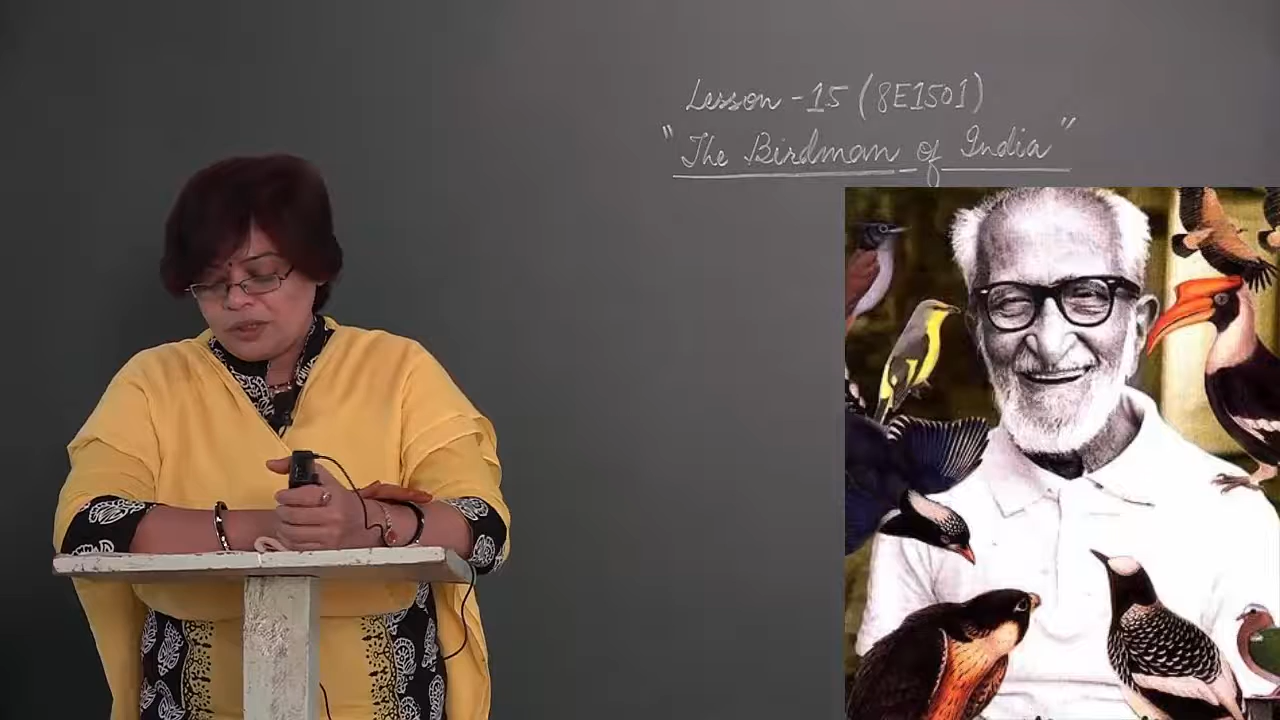 Lesson - 15 (8E1501)
"The Birdman of India"